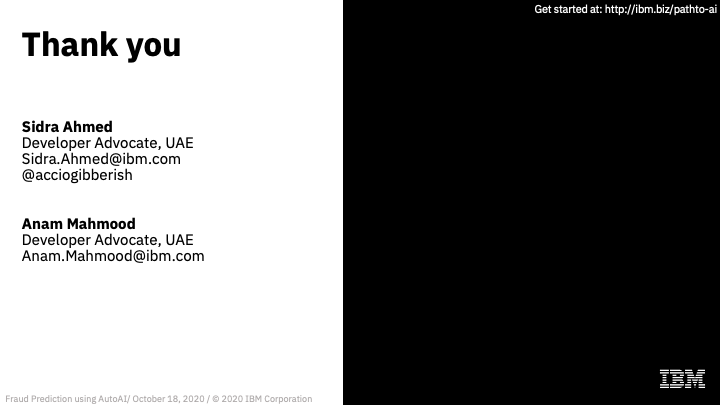 Get started at: http://ibm.biz/pathto-ai
Thank you
Sidra Ahmed
Developer Advocate, UAE
Sidra.Ahmed@ibm.com
@acciogibberish
Anam Mahmood
Developer Advocate, UAE
Anam.Mahmood@ibm.com
IBM
Fraud Prediction using AutoAI/ October 18, 2020 / © 2020 IBM Corporation